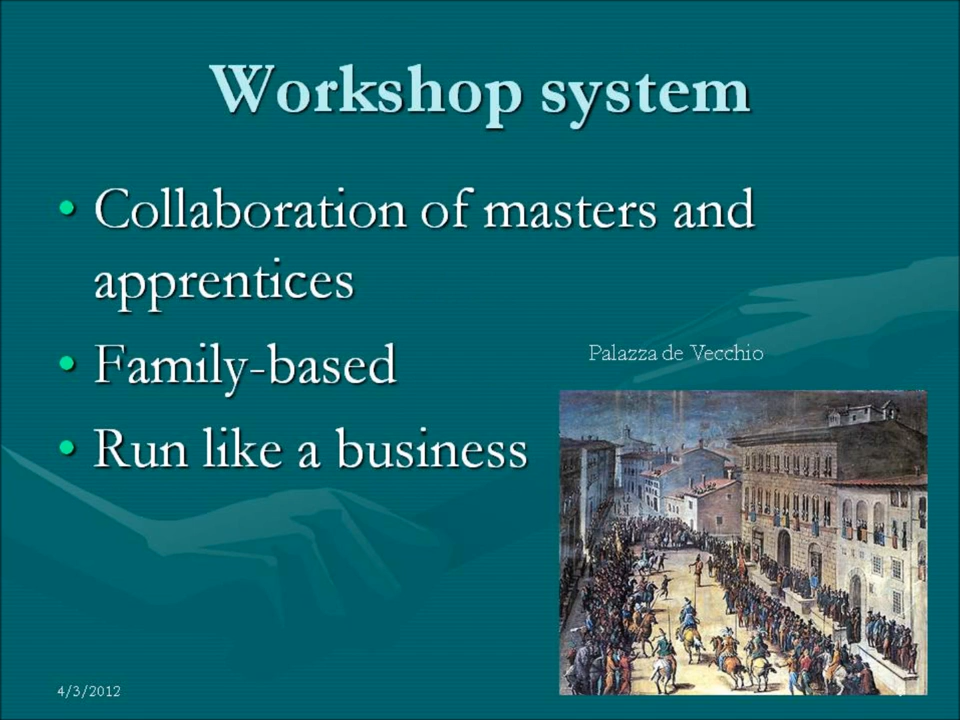 Workshop system
• Collaboration of masters and
apprentices
• Family-based
• Run like a business
Palazza de Vecchio
4/3/2012